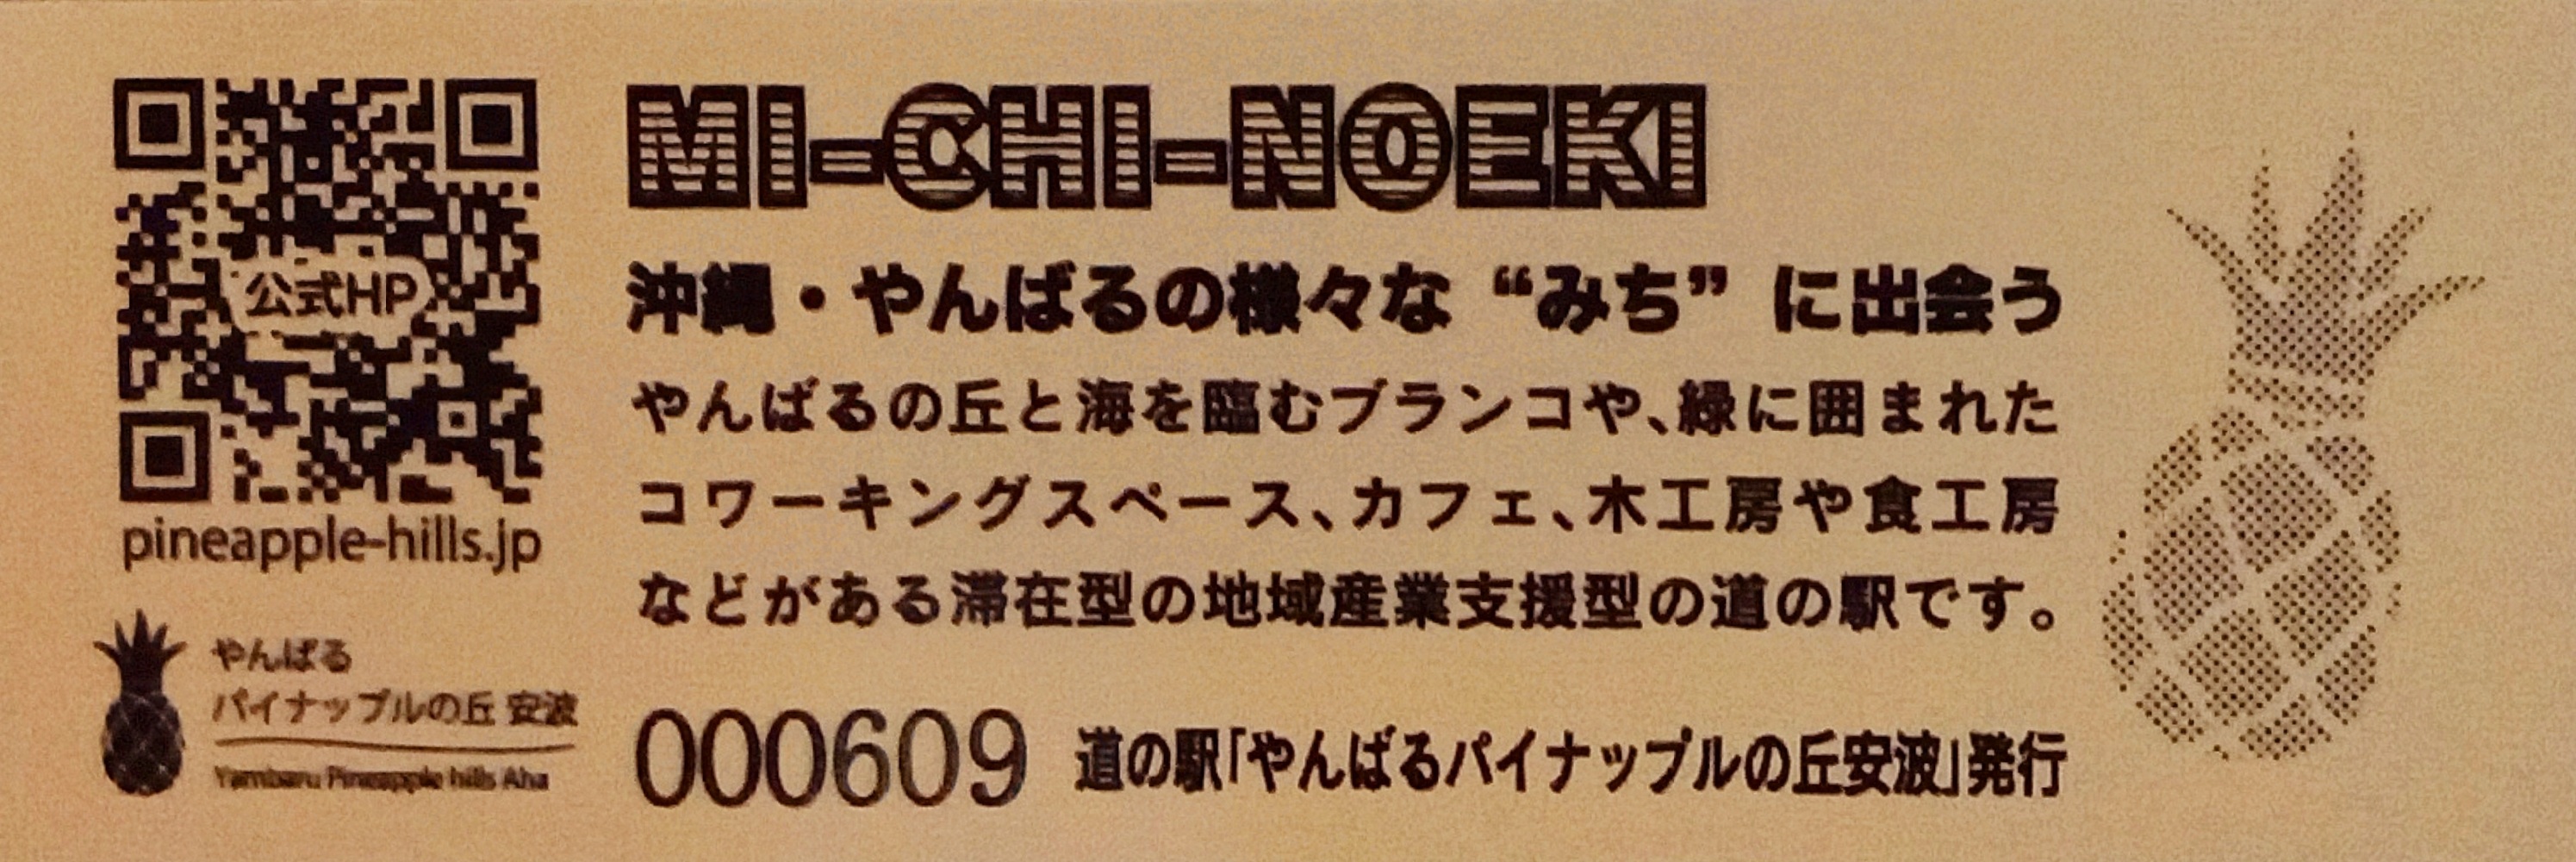 公式HP
pineapple-hills.jp
やんばる
パイナップルの丘 安波
Yambaru Pineapple hills Aha
MI-CHI-NOEKI
沖縄・やんばるの様々な “みち” に出会う
やんばるの丘と海を臨むブランコや、緑に囲まれた
コワーキングスペース、カフェ、木工房や食工房
などがある滞在型の地域産業支援型の道の駅です。
000609 道の駅「やんばるパイナップルの丘安波」発行